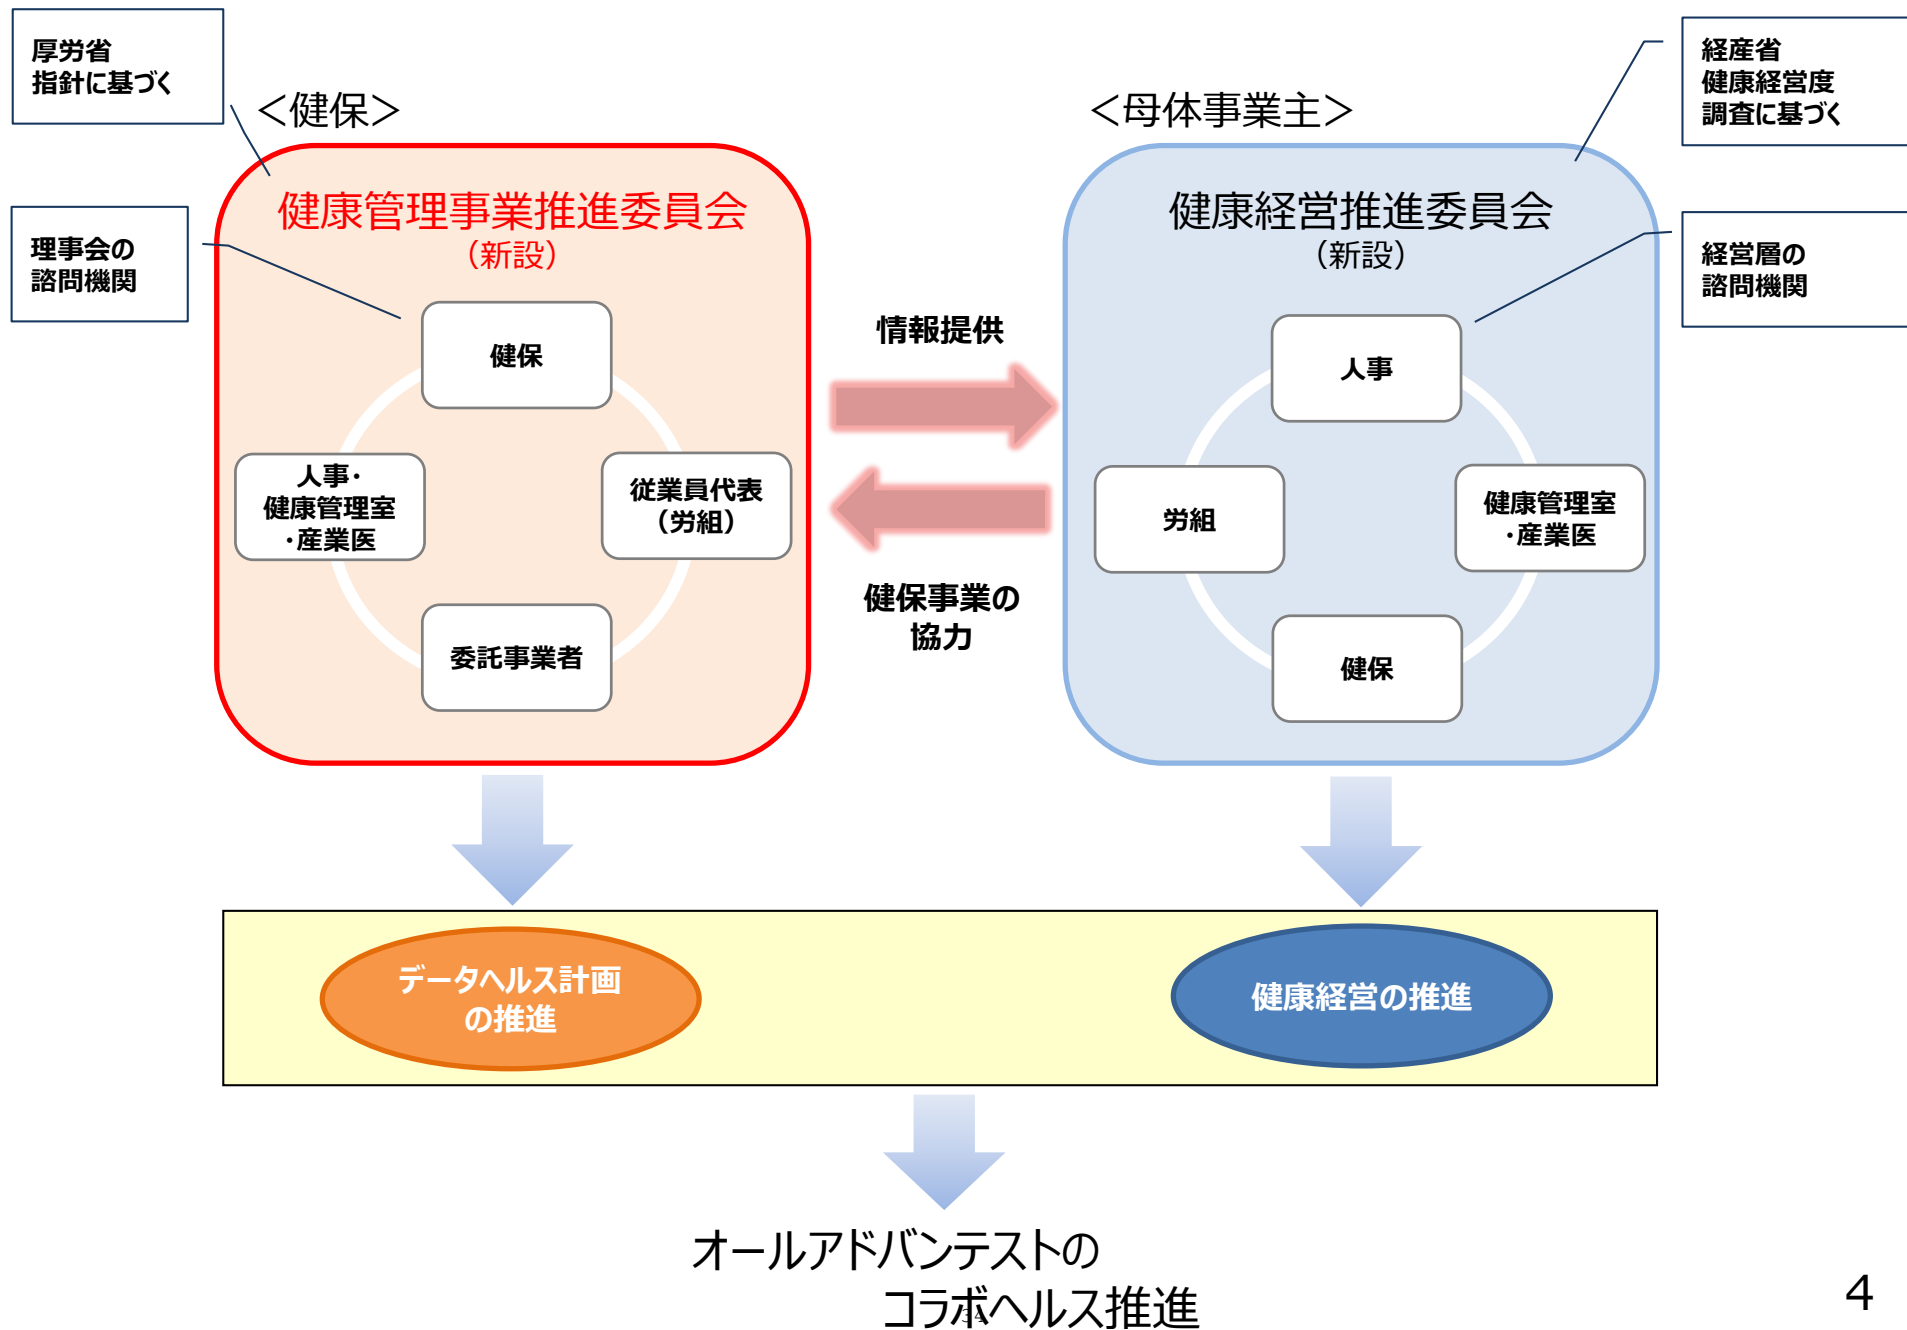 厚労省
指針に基づく
<健保>
<母体事業主>
経産省
健康経営度
調査に基づく
健康管理事業推進委員会
（新設）
健康経営推進委員会
（新設）
理事会の
諮問機関
経営層の
諮問機関
健保
人事・
健康管理室
・産業医
従業員代表
（労組）
委託事業者
情報提供
健保事業の
協力
人事
労組
健康管理室
・産業医
健保
データヘルス計画
の推進
健康経営の推進
オールアドバンテストの
コラボヘルス推進
34
4